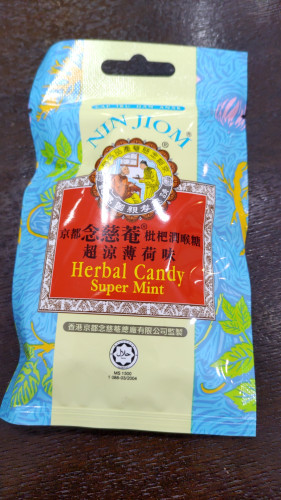 NIN JIOM®
京都念慈菴®枇杷潤喉糖
超涼薄荷味
Herbal Candy
Super Mint
香港京都念慈菴總廠有限公司監製
MS 1500